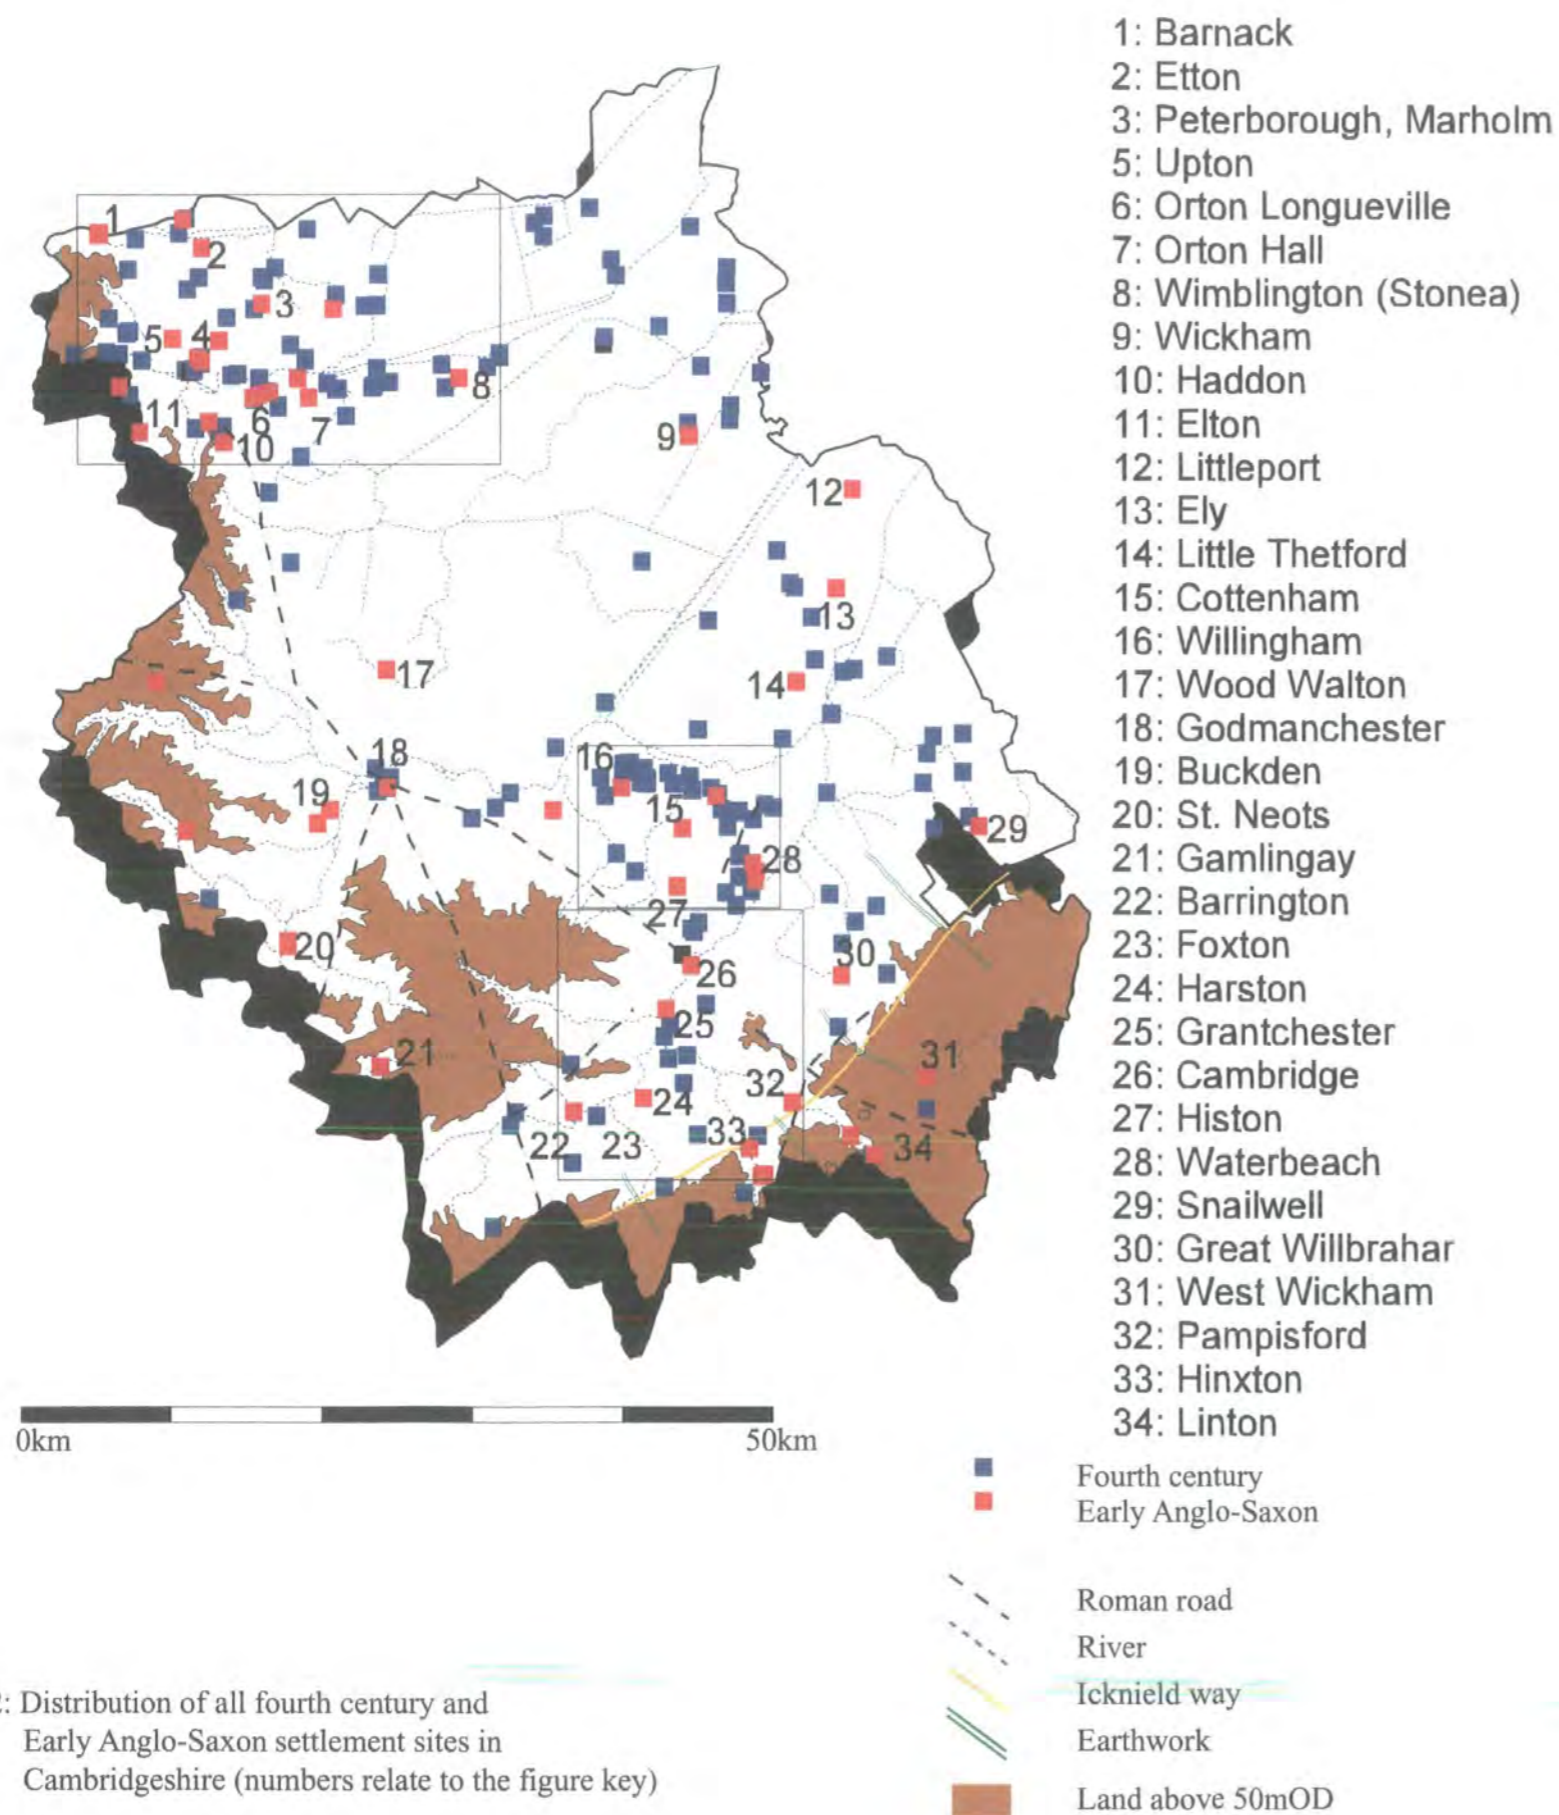 1: Barnack
2: Etton
3: Peterborough, Marholm
5: Upton
6: Orton Longueville
7: Orton Hall
8: Wimblington (Stonea)
9: Wickham
10: Haddon
11: Elton
12: Littleport
13: Ely
14: Little Thetford
15: Cottenham
16: Willingham
17: Wood Walton
18: Godmanchester
19: Buckden
20: St. Neots
21: Gamlingay
22: Barrington
23: Foxton
24: Harston
25: Grantchester
26: Cambridge
27: Histon
28: Waterbeach
29: Snailwell
30: Great Willbrahar
31: West Wickham
32: Pampisford
33: Hinxton
34: Linton
1
2
3
5 4
8
6
7
11
10
9
12
13
14
17
16
18
15
19
28
29
27
20
30
26
25
21
31
32
24
22
23
33
34
0km
50km
Fourth century
Early Anglo-Saxon
Roman road
River
Icknield way
Earthwork
Land above 50mOD
: Distribution of all fourth century and
Early Anglo-Saxon settlement sites in
Cambridgeshire (numbers relate to the figure key)